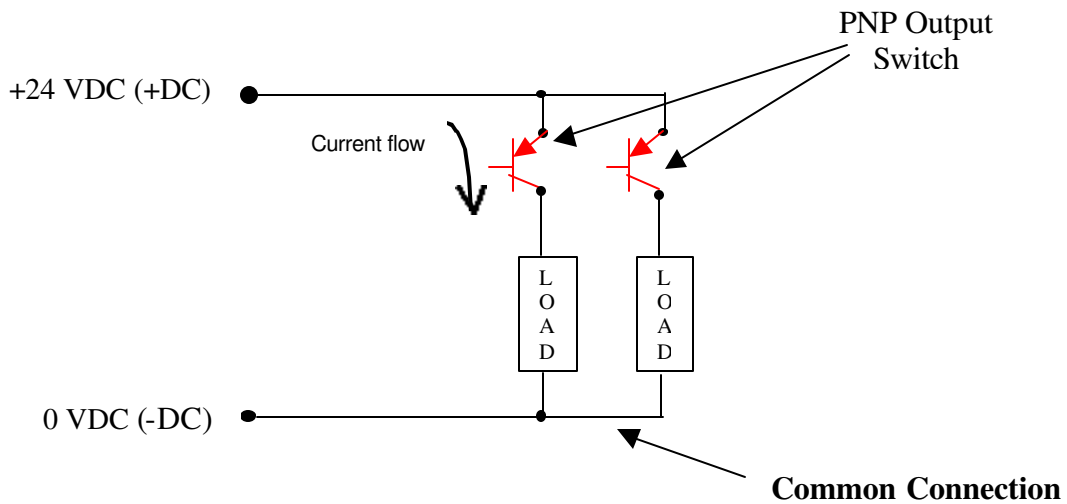 PNP Output
Switch
+24 VDC (+DC)
Current flow
L
O
A
D
L
O
A
D
0 VDC (-DC)
Common Connection